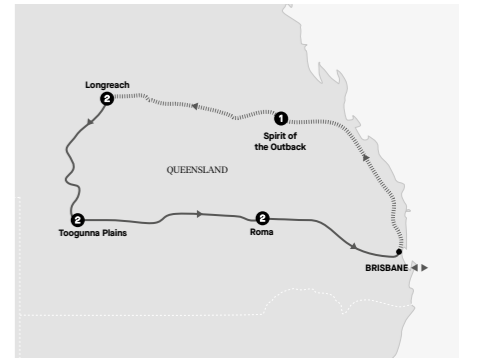 Longreach
2
1
Spirit of
the Outback
QUEENSLAND
2
Toogunna Plains
2
Roma
BRISBANE